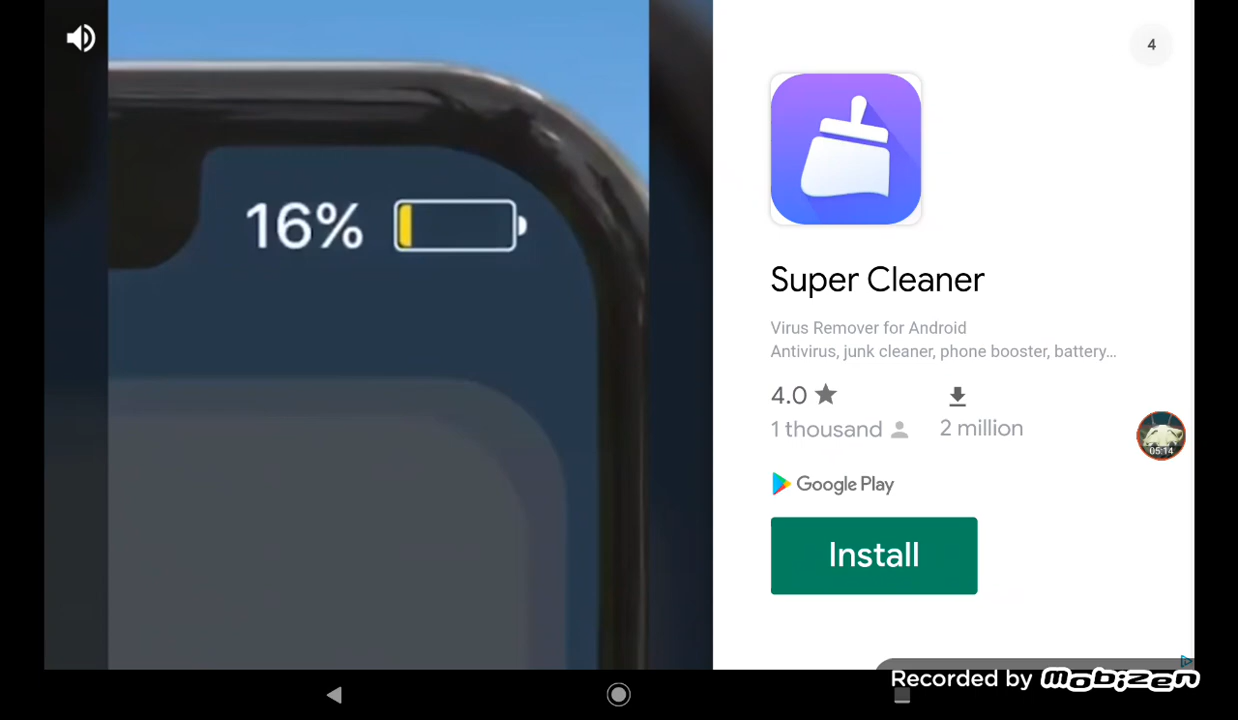 16%
4
Super Cleaner
Virus Remover for Android
Antivirus, junk cleaner, phone booster, battery...
4.0
1 thousand
2 million
05:14
Google Play
Install
Recorded by mobizen